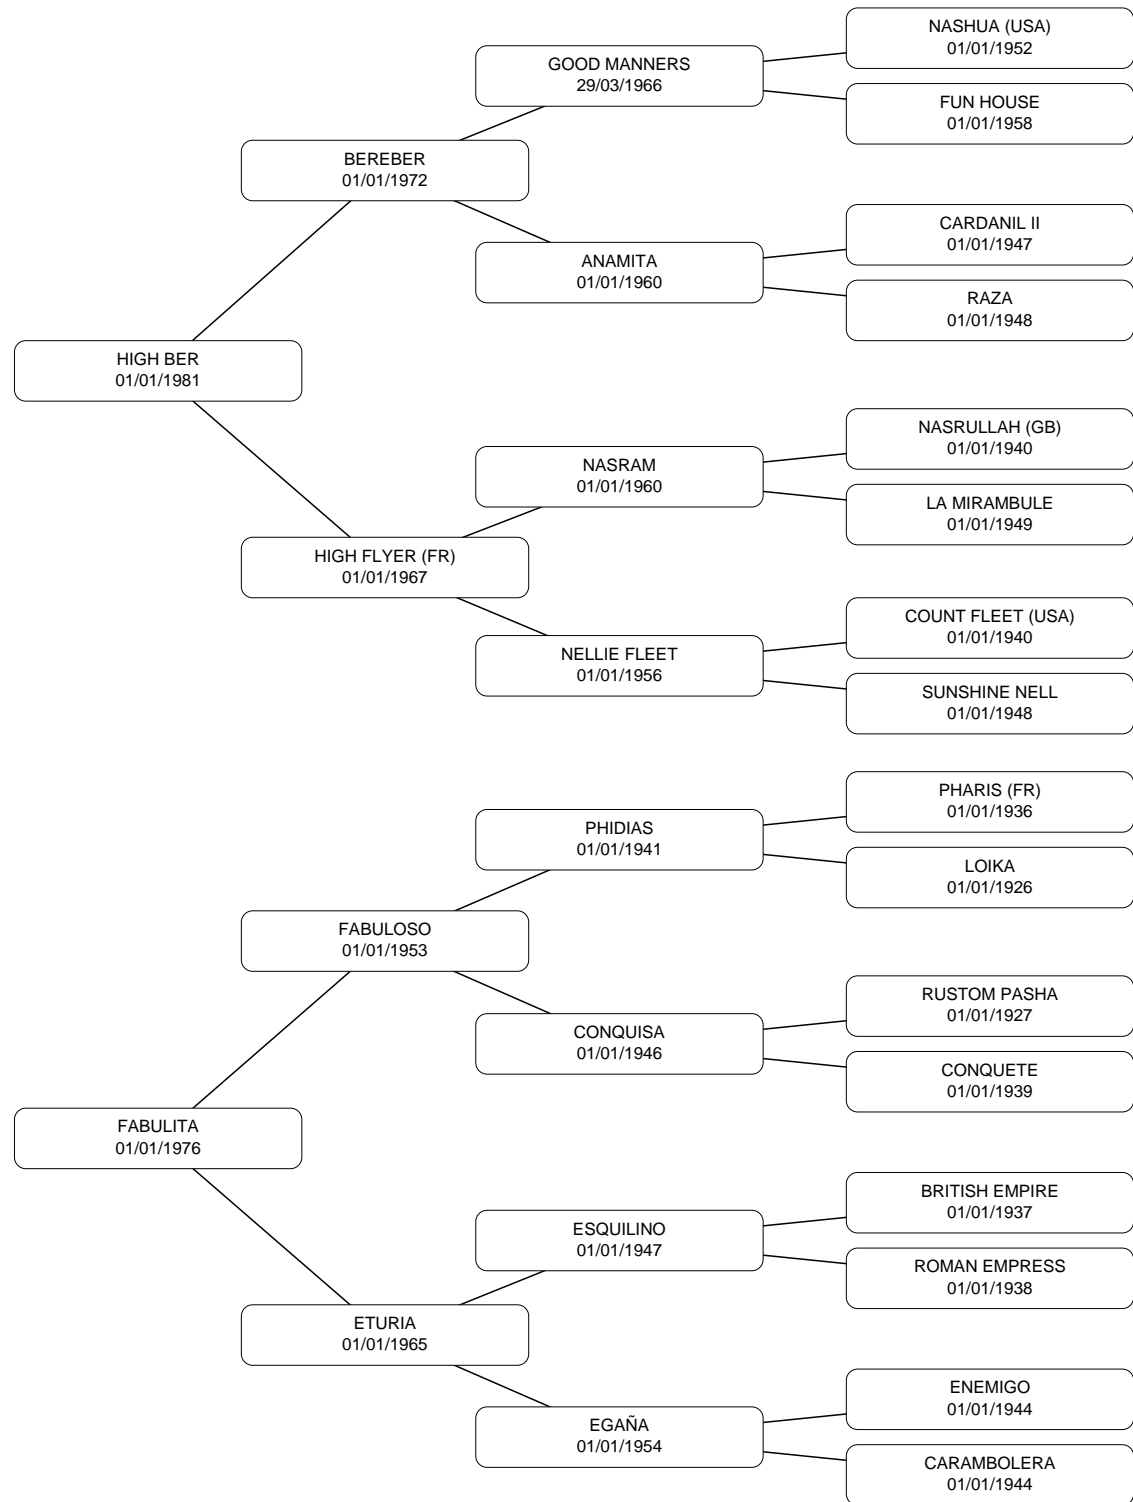 NASHUA (USA)
01/01/1952
GOOD MANNERS
29/03/1966
FUN HOUSE
01/01/1958
BEREBER
01/01/1972
CARDANIL II
01/01/1947
ANAMITA
01/01/1960
RAZA
01/01/1948
HIGH BER
01/01/1981
NASRULLAH (GB)
01/01/1940
NASRAM
01/01/1960
LA MIRAMBULE
01/01/1949
HIGH FLYER (FR)
01/01/1967
COUNT FLEET (USA)
01/01/1940
NELLIE FLEET
01/01/1956
SUNSHINE NELL
01/01/1948
PHARIS (FR)
01/01/1936
PHIDIAS
01/01/1941
LOIKA
01/01/1926
FABULOSO
01/01/1953
RUSTOM PASHA
01/01/1927
CONQUISA
01/01/1946
CONQUETE
01/01/1939
FABULITA
01/01/1976
BRITISH EMPIRE
01/01/1937
ESQUILINO
01/01/1947
ROMAN EMPRESS
01/01/1938
ETURIA
01/01/1965
ENEMIGO
01/01/1944
EGAÑA
01/01/1954
CARAMBOLERA
01/01/1944